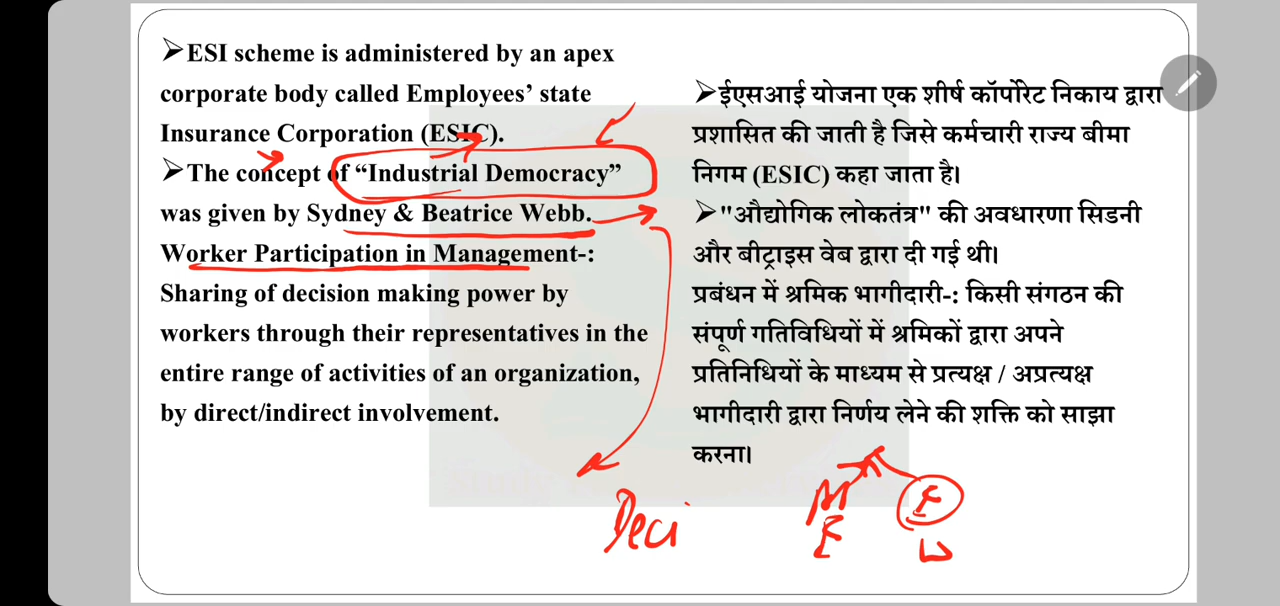 ➤ESI scheme is administered by an apex
corporate body called Employees’ state
Insurance Corporation (ESIC).
➤The concept of “Industrial Democracy”
was given by Sydney & Beatrice Webb.
Worker Participation in Management-:
Sharing of decision making power by
workers through their representatives in the
entire range of activities of an organization,
by direct/indirect involvement.
➤ईएसआई योजना एक शीर्ष कॉर्पोरेट निकाय द्वारा
प्रशासित की जाती है जिसे कर्मचारी राज्य बीमा
निगम (ESIC) कहा जाता है।
➤"औद्योगिक लोकतंत्र" की अवधारणा सिडनी
और बीट्राइस वेब द्वारा दी गई थी।
प्रबंधन में श्रमिक भागीदारी-: किसी संगठन की
संपूर्ण गतिविधियों में श्रमिकों द्वारा अपने
प्रतिनिधियों के माध्यम से प्रत्यक्ष / अप्रत्यक्ष
भागीदारी द्वारा निर्णय लेने की शक्ति को साझा
करना।
Deci
M E
E W